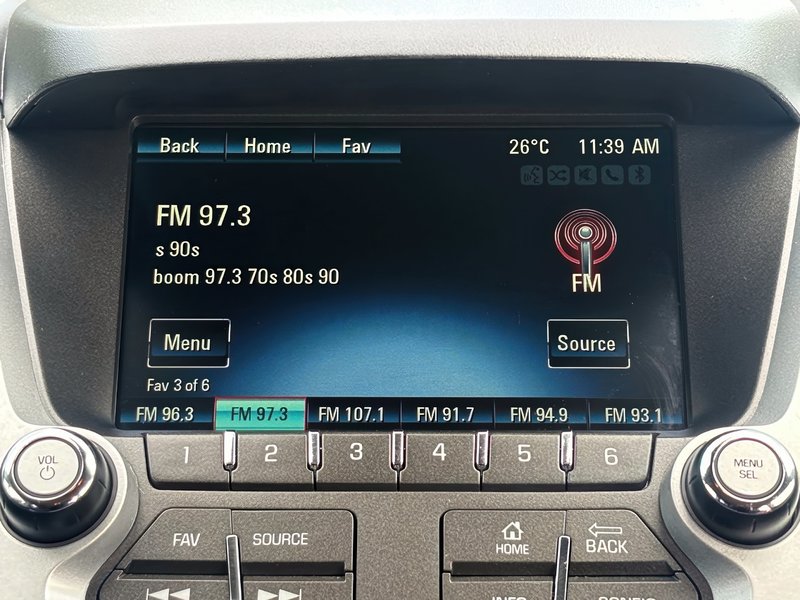 Back Home Fav 26°C 11:39 AM
FM 97.3
s 90s
boom 97.3 70s 80s 90
FM
Menu Source
Fav 3 of 6
FM 96.3 FM 97.3 FM 107.1 FM 91.7 FM 94.9 FM 93.1
1 2 3 4 5 6
VOL
MENU
SEL
FAV SOURCE
HOME BACK
INFO CONFIG